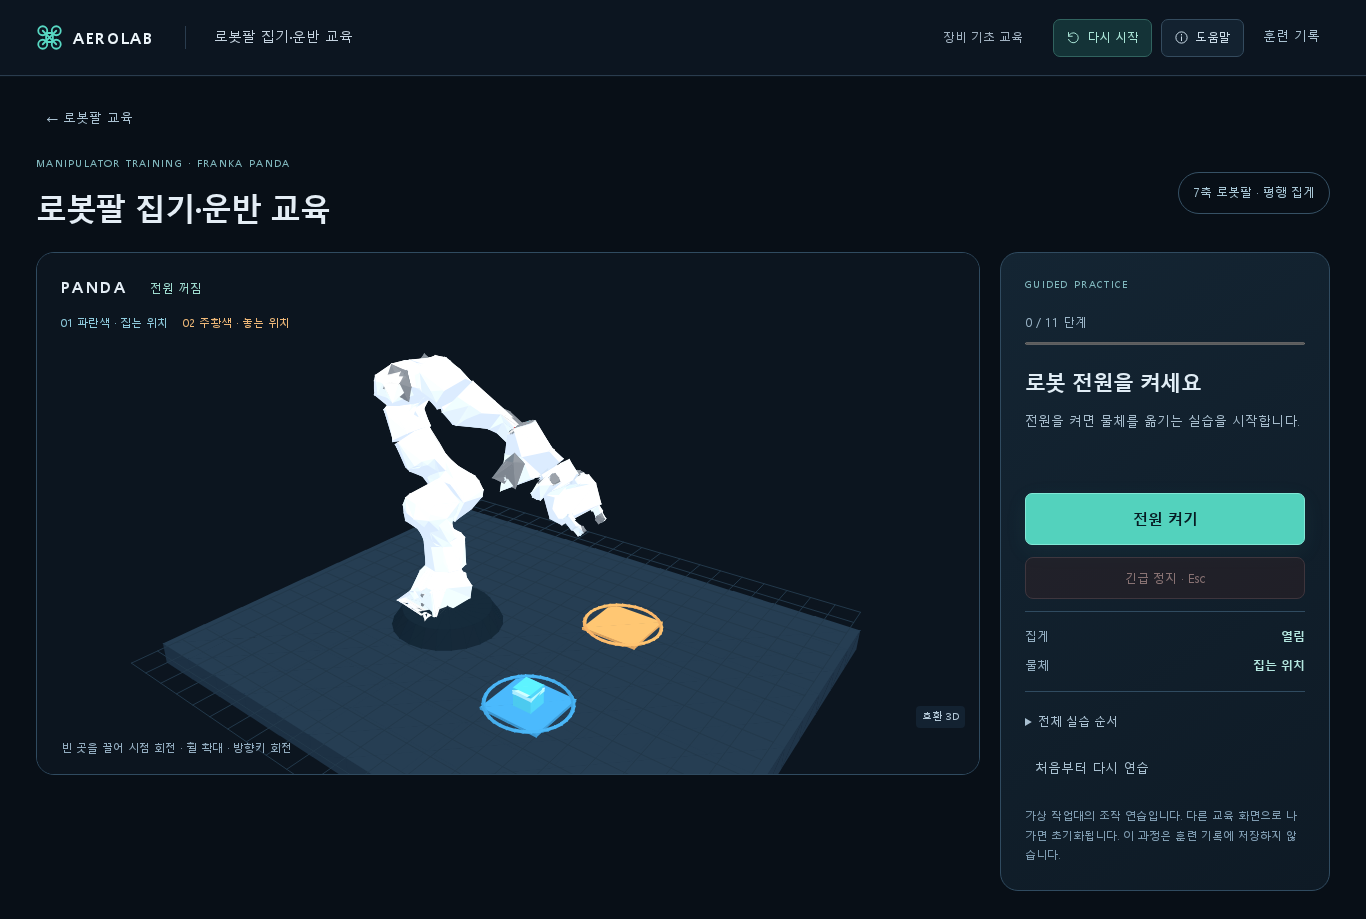 AEROLAB
로봇팔 집기·운반 교육
장비 기초 교육
다시 시작
도움말
훈련 기록
← 로봇팔 교육
MANIPULATOR TRAINING · FRANKA PANDA
로봇팔 집기·운반 교육
7축 로봇팔 · 평행 집게
PANDA 전원 꺼짐
01 파란색 · 집는 위치 02 주황색 · 놓는 위치
호환 3D
빈 곳을 끌어 시점 회전 · 휠 확대 · 방향키 회전
GUIDED PRACTICE
0 / 11 단계
로봇 전원을 켜세요
전원을 켜면 물체를 옮기는 실습을 시작합니다.
전원 켜기
긴급 정지 · Esc
집게 열림
물체 집는 위치
▶ 전체 실습 순서
처음부터 다시 연습
가상 작업대의 조작 연습입니다. 다른 교육 화면으로 나
가면 초기화됩니다. 이 과정은 훈련 기록에 저장하지 않
습니다.